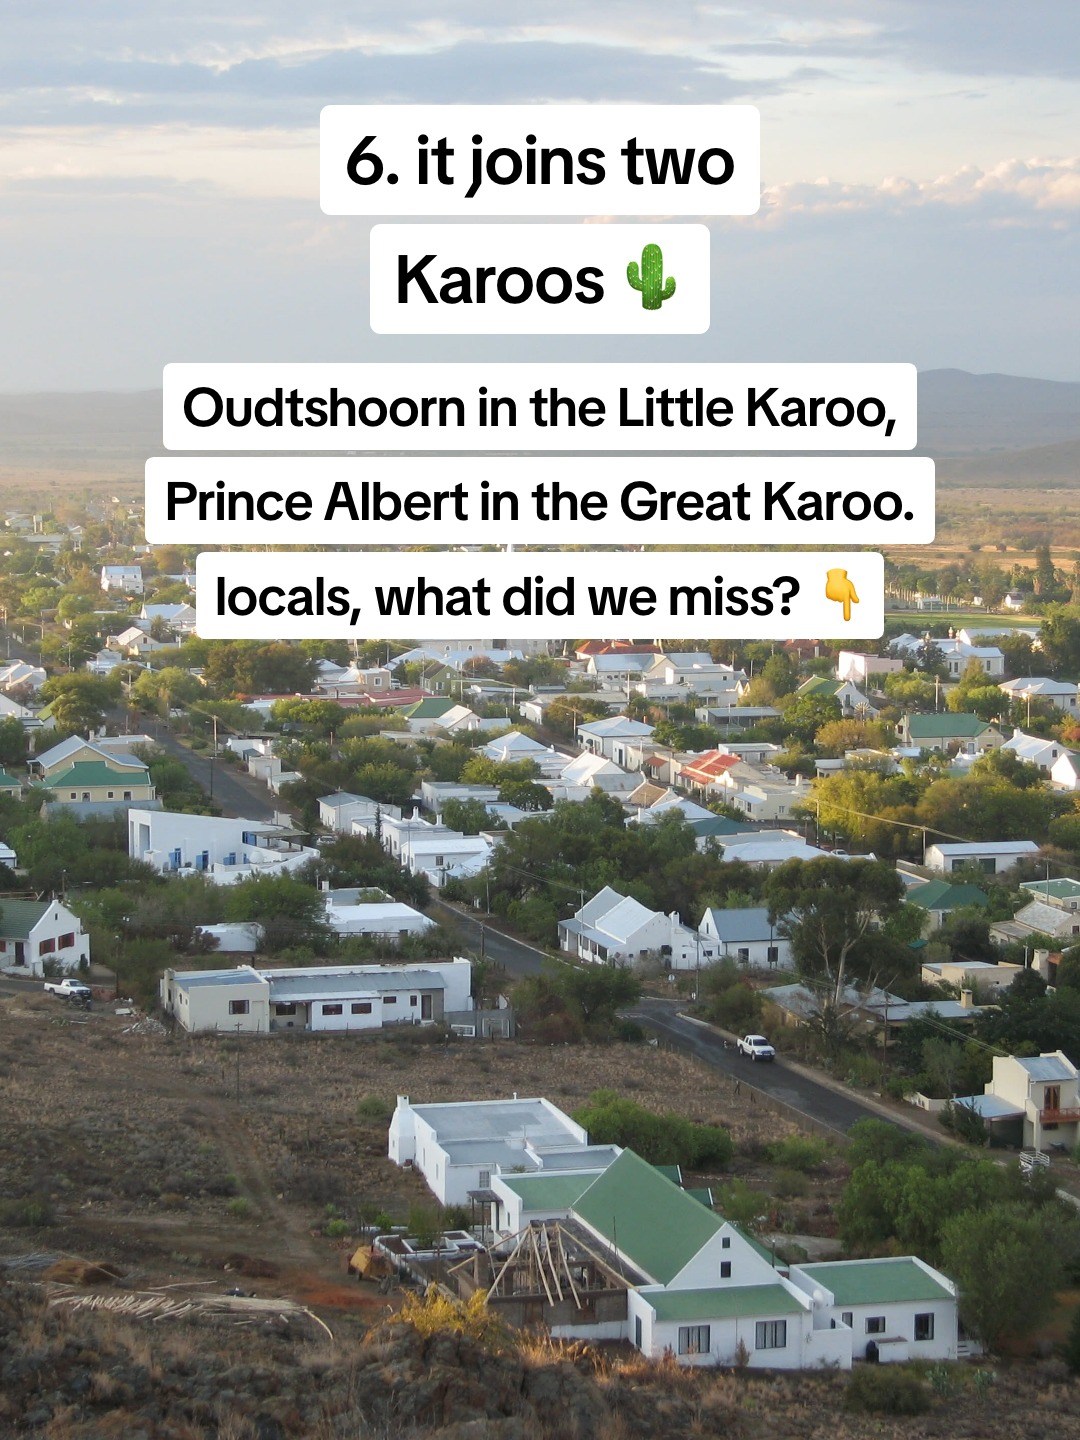 6. it joins two
Karoos 🌵
Oudtshoorn in the Little Karoo,
Prince Albert in the Great Karoo.
locals, what did we miss? 👇